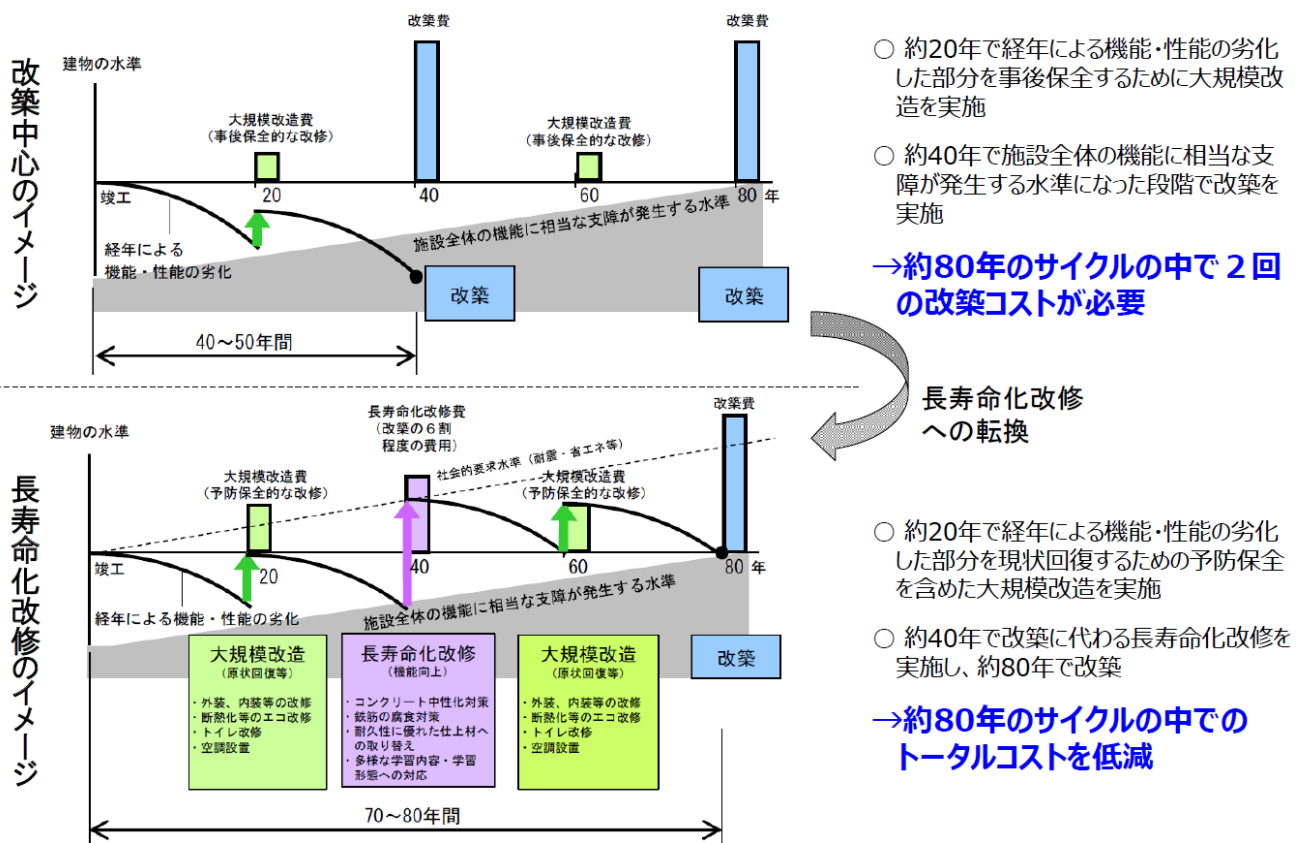 改築中心のイメージ
改築費
改築費
建物の水準
大規模改造費
(事後保全的な改修)
大規模改造費
(事後保全的な改修)
竣工
20
40
60
80 年
経年による
機能・性能の劣化
施設全体の機能に相当な支障が発生する水準
改築
改築
40～50年間
○ 約20年で経年による機能・性能の劣化
した部分を事後保全するために大規模改
造を実施
○ 約40年で施設全体の機能に相当な支
障が発生する水準になった段階で改築を
実施
→約80年のサイクルの中で２回
の改築コストが必要
長寿命化改修
への転換
長寿命化改修のイメージ
建物の水準
長寿命化改修費
(改築の６割
程度の費用)
改築費
社会的要求水準（耐震・省エネ等）
大規模改造費
(予防保全的な改修)
大規模改造費
(予防保全的な改修)
竣工
20
40
60
80 年
経年による機能・性能の劣化
施設全体の機能に相当な支障が発生する水準
大規模改造
(原状回復等)
・外装、内装等の改修
・断熱化等のエコ改修
・トイレ改修
・空調設置
長寿命化改修
(機能向上)
・コンクリート中性化対策
・鉄筋の腐食対策
・耐久性に優れた仕上材へ
の取り替え
・多様な学習内容・学習
形態への対応
大規模改造
(原状回復等)
・外装、内装等の改修
・断熱化等のエコ改修
・トイレ改修
・空調設置
改築
70～80年間
○ 約20年で経年による機能・性能の劣化
した部分を現状回復するための予防保全
を含めた大規模改造を実施
○ 約40年で改築に代わる長寿命化改修を
実施し、約80年で改築
→約80年のサイクルの中での
トータルコストを低減